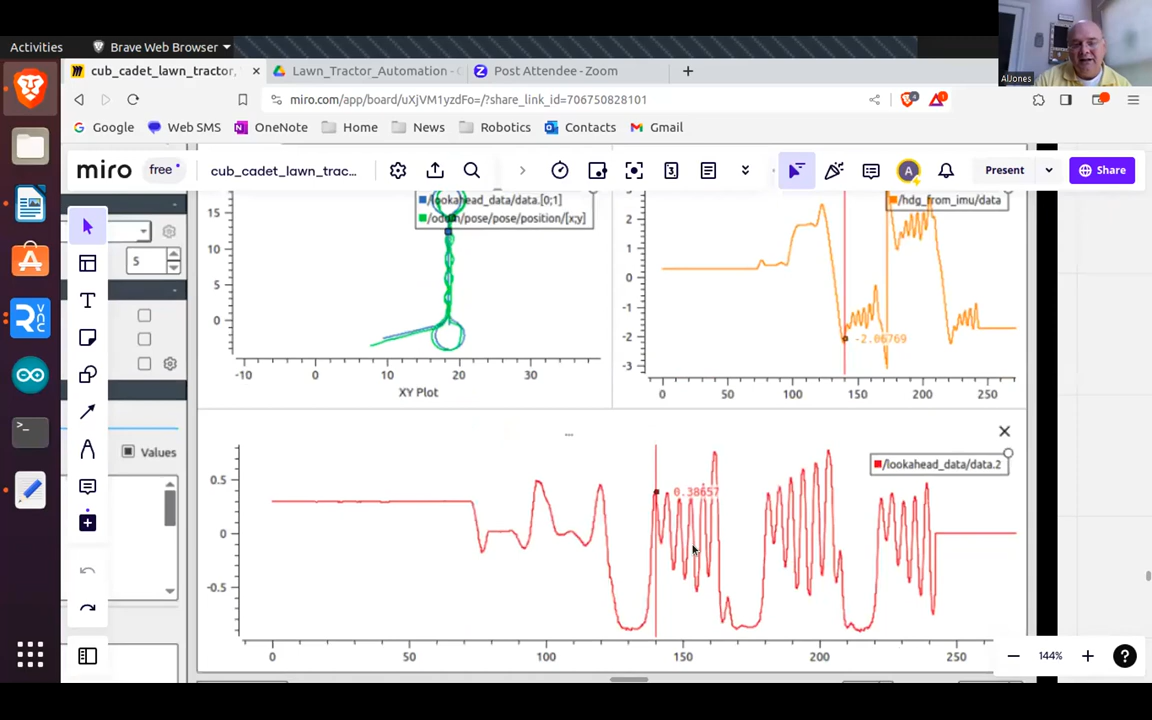 Activities
Brave Web Browser
AlJones
cub_cadet_lawn_tractor,
Lawn_Tractor_Automation - G
Post Attendee - Zoom
miro.com/app/board/uXjVM1yzdFo=/?share_link_id=706750828101
4
1
Google
Web SMS
OneNote
Home
News
Robotics
Contacts
Gmail
miro
free
cub_cadet_lawn_trac...
3
A
Present
Share
5
Values
/lookahead_data/data.[0;1]
/odom/pose/pose/position/[x;y]
15
10
5
0
-10
0
10
20
30
XY Plot
/hdg_from_imu/data
2
1
0
-1
-2
-3
-2.06769
0
50
100
150
200
250
/lookahead_data/data.2
0.5
0
-0.5
0.38657
0
50
100
150
200
250
144%